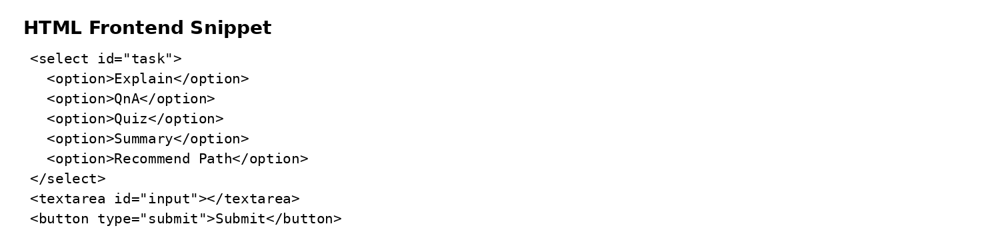 HTML Frontend Snippet
<select id="task">
  <option>Explain</option>
  <option>QnA</option>
  <option>Quiz</option>
  <option>Summary</option>
  <option>Recommend Path</option>
</select>
<textarea id="input"></textarea>
<button type="submit">Submit</button>